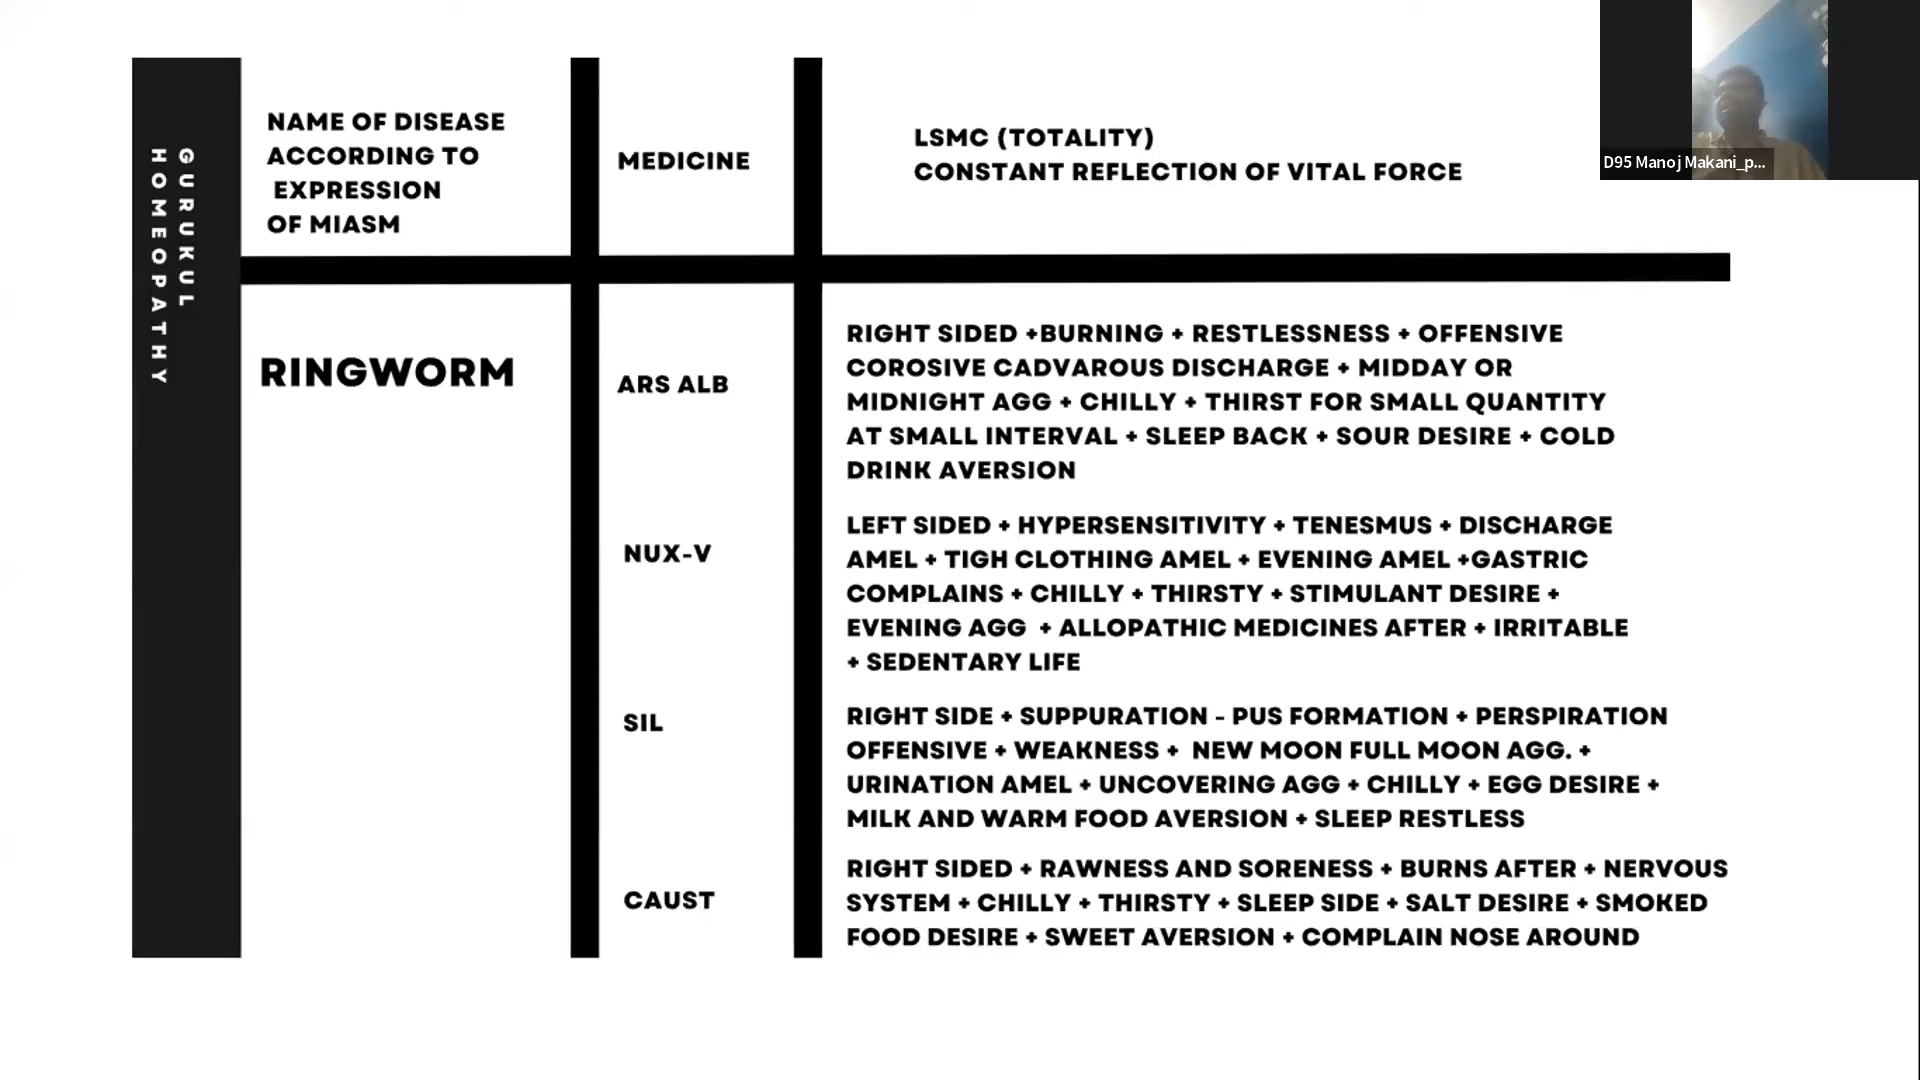 GURUKUL
HOMEOPATHY
NAME OF DISEASE
ACCORDING TO
EXPRESSION
OF MIASM
MEDICINE
LSMC (TOTALITY)
CONSTANT REFLECTION OF VITAL FORCE
D95 Manoj Makani_p...
RINGWORM
ARS ALB
RIGHT SIDED +BURNING + RESTLESSNESS + OFFENSIVE
COROSIVE CADVAROUS DISCHARGE + MIDDAY OR
MIDNIGHT AGG + CHILLY + THIRST FOR SMALL QUANTITY
AT SMALL INTERVAL + SLEEP BACK + SOUR DESIRE + COLD
DRINK AVERSION
NUX-V
LEFT SIDED + HYPERSENSITIVITY + TENESMUS + DISCHARGE
AMEL + TIGH CLOTHING AMEL + EVENING AMEL +GASTRIC
COMPLAINS + CHILLY + THIRSTY + STIMULANT DESIRE +
EVENING AGG + ALLOPATHIC MEDICINES AFTER + IRRITABLE
+ SEDENTARY LIFE
SIL
RIGHT SIDE + SUPPURATION - PUS FORMATION + PERSPIRATION
OFFENSIVE + WEAKNESS + NEW MOON FULL MOON AGG. +
URINATION AMEL + UNCOVERING AGG + CHILLY + EGG DESIRE +
MILK AND WARM FOOD AVERSION + SLEEP RESTLESS
CAUST
RIGHT SIDED + RAWNESS AND SORENESS + BURNS AFTER + NERVOUS
SYSTEM + CHILLY + THIRSTY + SLEEP SIDE + SALT DESIRE + SMOKED
FOOD DESIRE + SWEET AVERSION + COMPLAIN NOSE AROUND